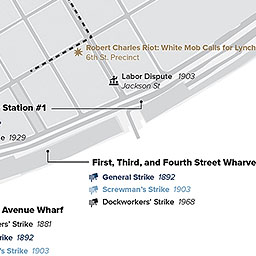 Robert Charles Riot: White Mob Calls for Lynch
6th St. Precinct
Labor Dispute 1903
Jackson St
Station #1
e 1929
First, Third, and Fourth Street Wharve
General Strike 1892
Screwman's Strike 1903
Dockworkers' Strike 1968
Avenue Wharf
ers' Strike 1881
rike 1892
's Strike 1903